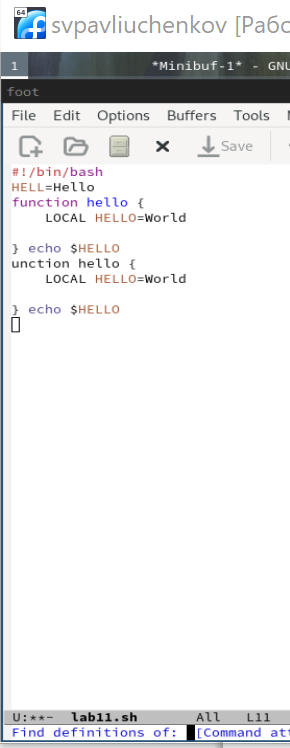 64
svpavliuchenkov [Рабо
1 *Minibuf-1* - GNU
foot
File Edit Options Buffers Tools
Save
#!/bin/bash
HELL=Hello
function hello {
    LOCAL HELLO=World

} echo $HELLO
unction hello {
    LOCAL HELLO=World

} echo $HELLO
U:**- lab11.sh All L11
Find definitions of: [Command att